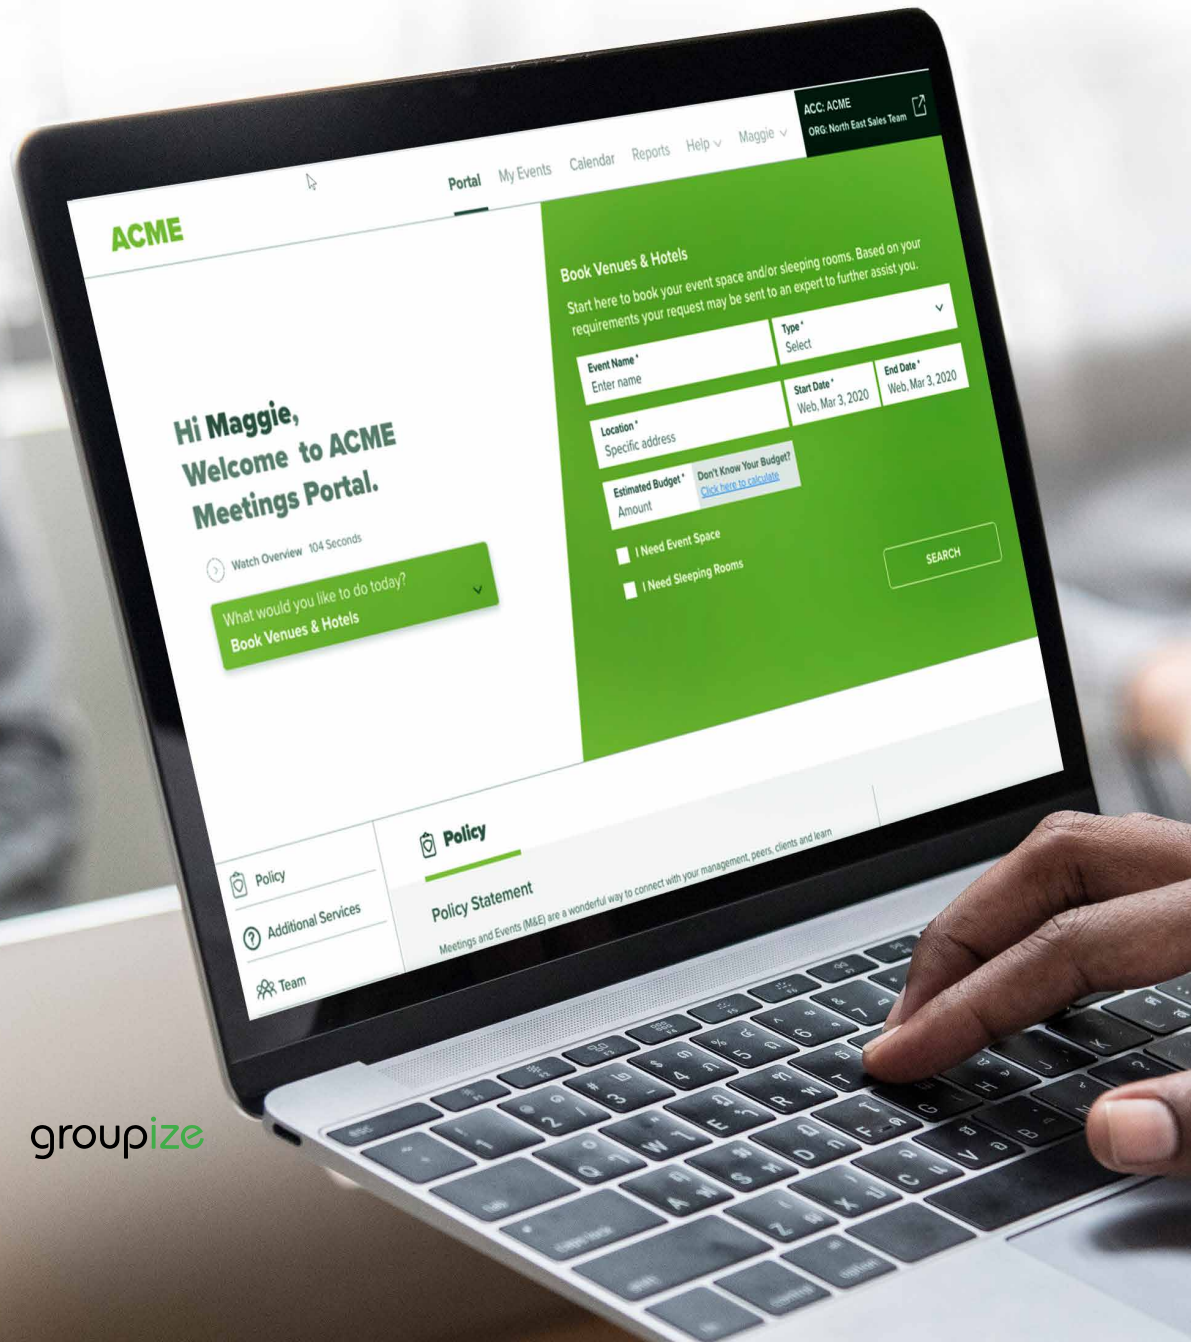 ACC: ACME
ORG: North East Sales Team
Portal My Events Calendar Reports Help Maggie
ACME
Hi Maggie,
Welcome to ACME
Meetings Portal.
Watch Overview 104 Seconds
What would you like to do today?
Book Venues & Hotels
Book Venues & Hotels
Start here to book your event space and/or sleeping rooms. Based on your
requirements your request may be sent to an expert to further assist you.
Event Name *
Enter name
Type *
Select
Location *
Specific address
Start Date *
Web, Mar 3, 2020
End Date *
Web, Mar 3, 2020
Estimated Budget *
Amount
Don't Know Your Budget?
Click here to calculate
I Need Event Space
I Need Sleeping Rooms
SEARCH
Policy
Additional Services
Team
Policy
Policy Statement
Meetings and Events (M&E) are a wonderful way to connect with your management, peers, clients and learn
groupize